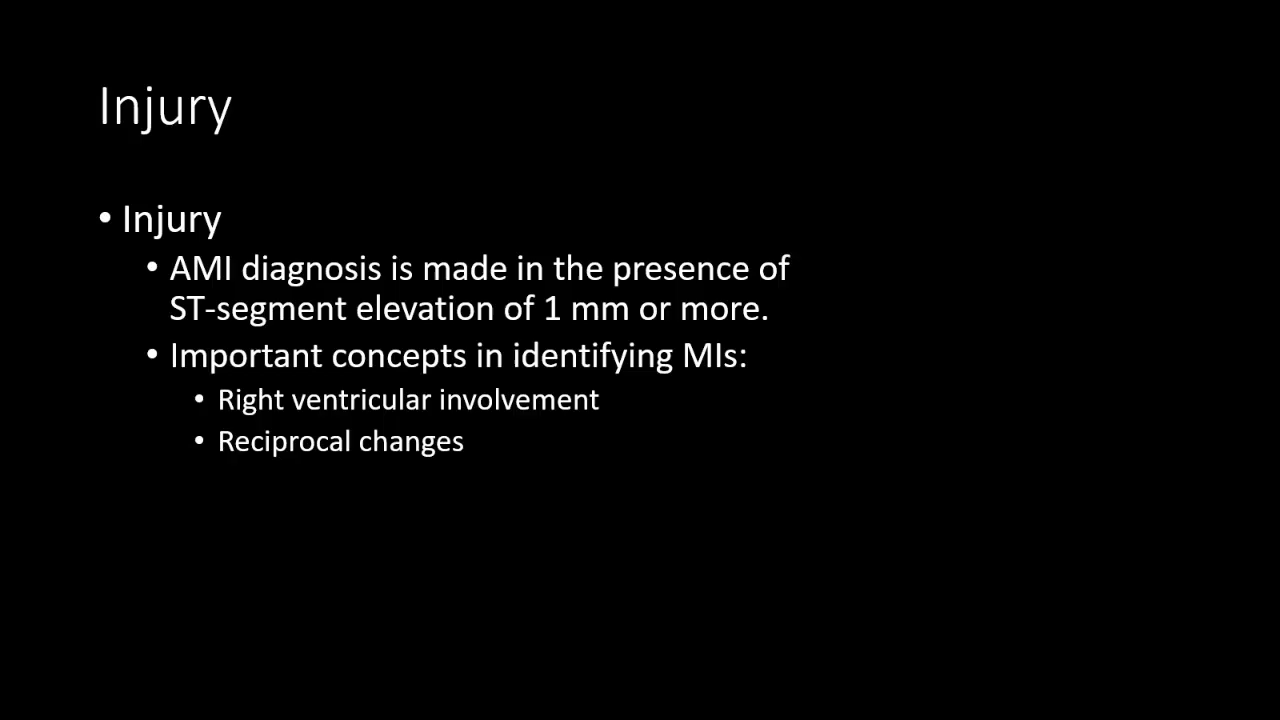 Injury
• Injury
• AMI diagnosis is made in the presence of
ST-segment elevation of 1 mm or more.
• Important concepts in identifying MIs:
• Right ventricular involvement
• Reciprocal changes